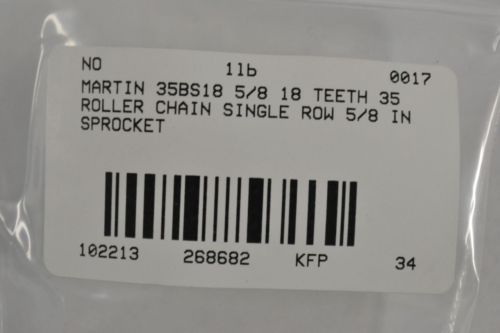 NO 1lb 0017
MARTIN 35BS18 5/8 18 TEETH 35
ROLLER CHAIN SINGLE ROW 5/8 IN
SPROCKET
102213 268682 KFP 34